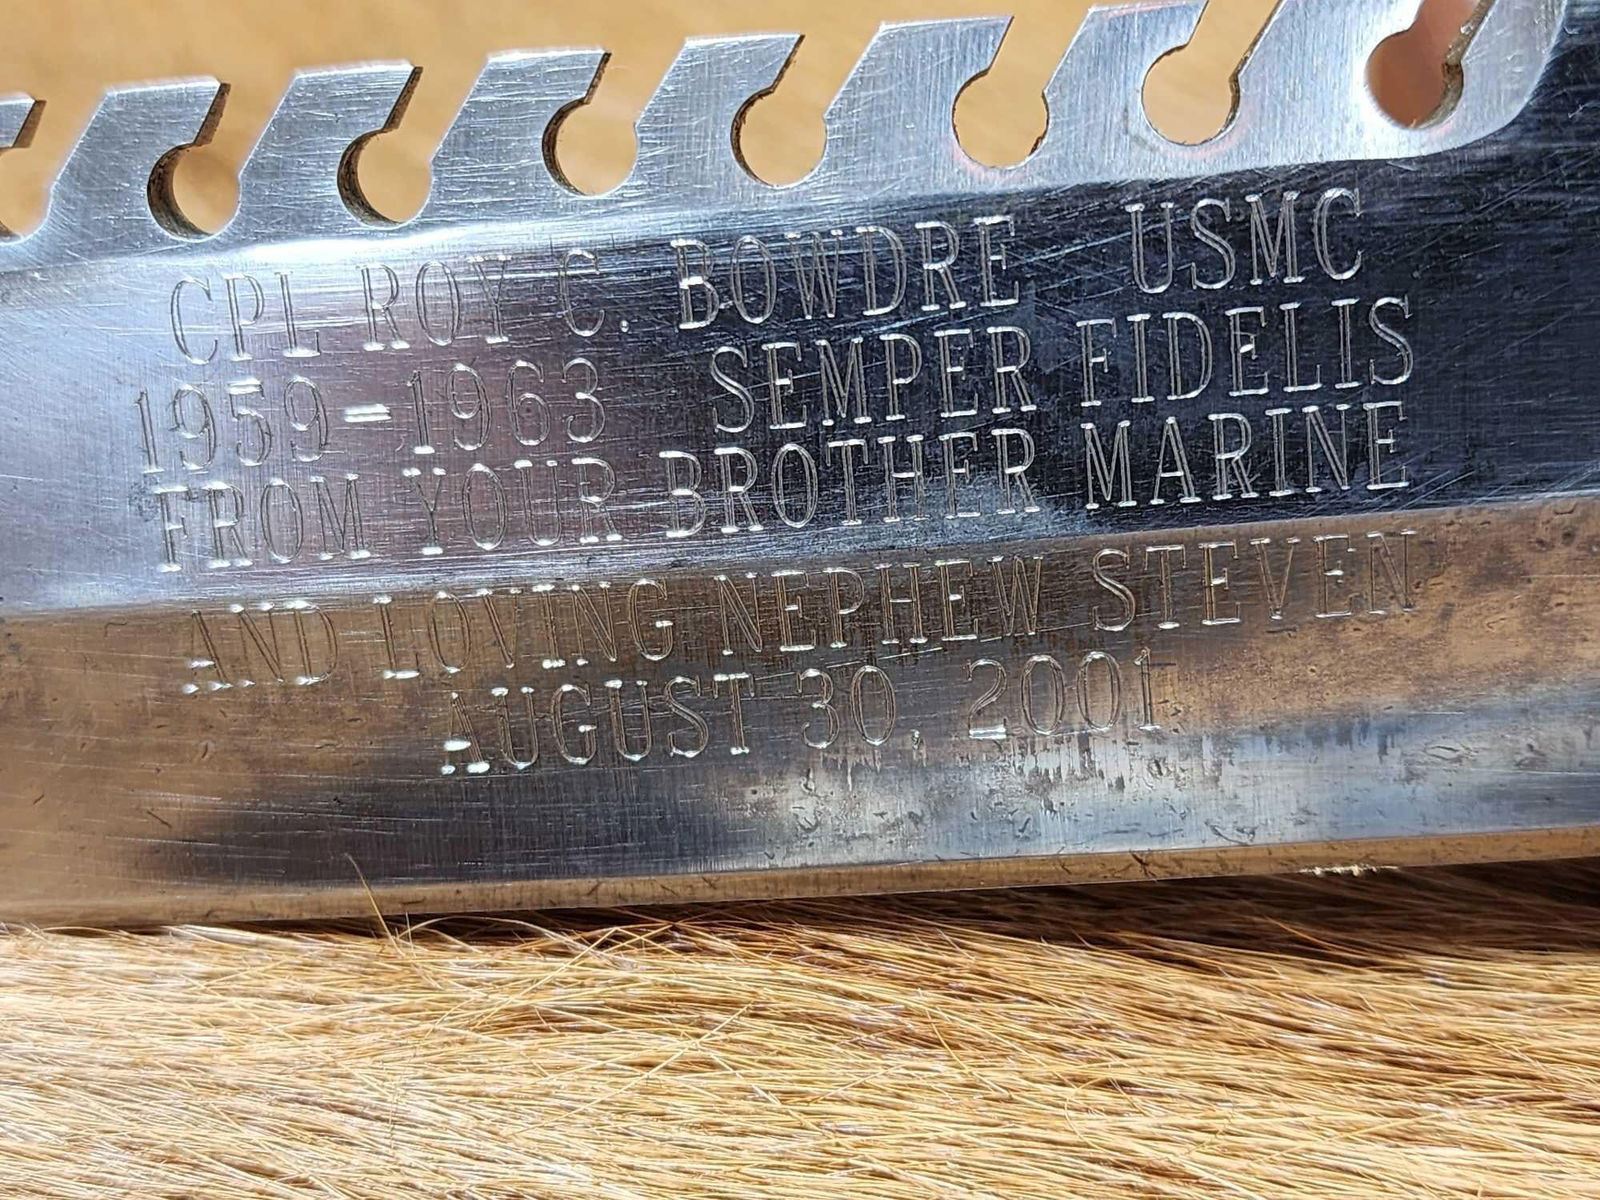 CPL ROY C. BOWDRE USMC
1959-1963 SEMPER FIDELIS
FROM YOUR BROTHER MARINE
AND LOVING NEPHEW STEVEN
AUGUST 30, 2001